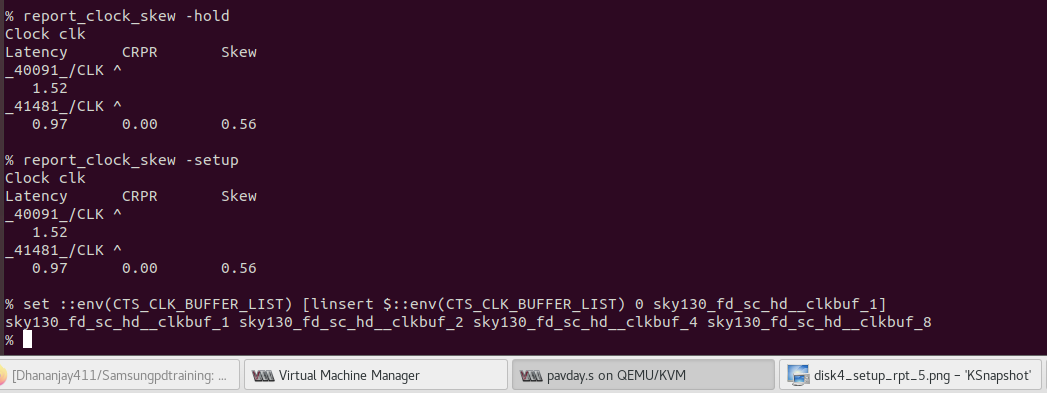 % report_clock_skew -hold
Clock clk
Latency      CRPR       Skew
_40091_/CLK ^
   1.52
_41481_/CLK ^
   0.97      0.00       0.56

% report_clock_skew -setup
Clock clk
Latency      CRPR       Skew
_40091_/CLK ^
   1.52
_41481_/CLK ^
   0.97      0.00       0.56

% set ::env(CTS_CLK_BUFFER_LIST) [linsert $::env(CTS_CLK_BUFFER_LIST) 0 sky130_fd_sc_hd__clkbuf_1]
sky130_fd_sc_hd__clkbuf_1 sky130_fd_sc_hd__clkbuf_2 sky130_fd_sc_hd__clkbuf_4 sky130_fd_sc_hd__clkbuf_8
%
[Dhananjay411/Samsungpdtraining: ... Virtual Machine Manager pavday.s on QEMU/KVM disk4_setup_rpt_5.png – 'KSnapshot'